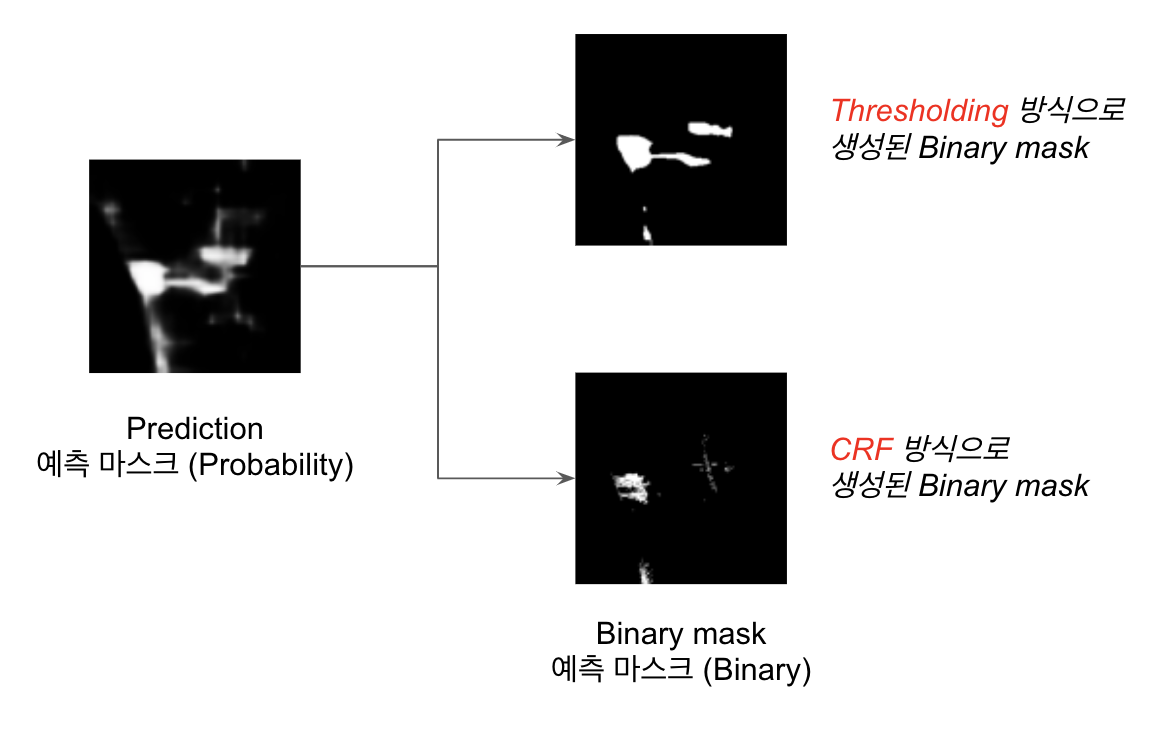 Thresholding 방식으로
생성된 Binary mask
Prediction
예측 마스크 (Probability)
CRF 방식으로
생성된 Binary mask
Binary mask
예측 마스크 (Binary)